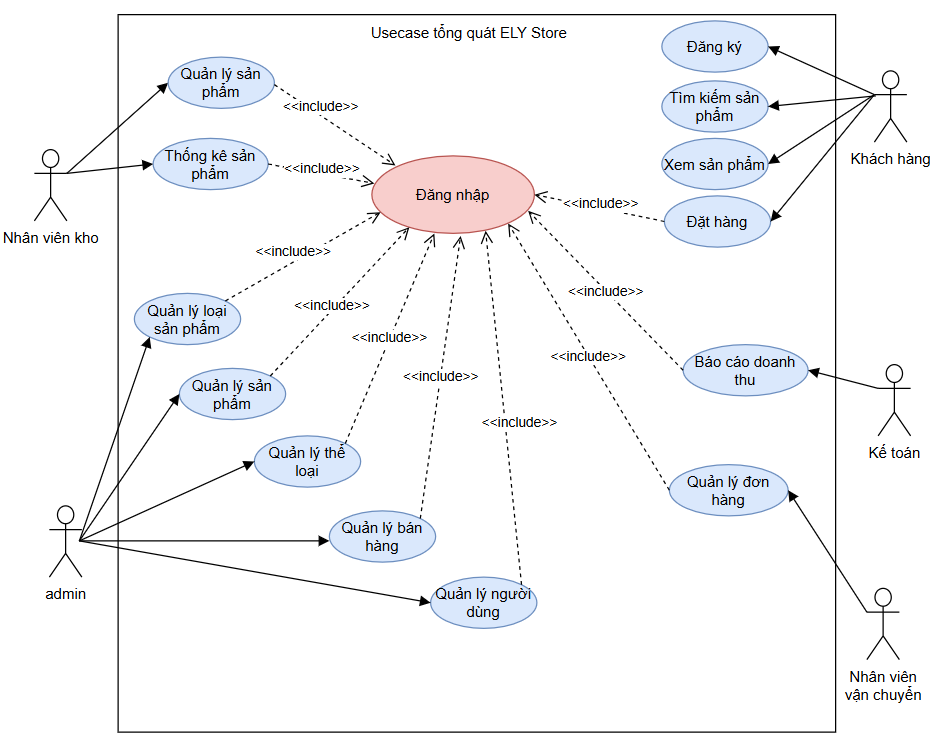 Usecase tổng quát ELY Store
Quản lý sản
phẩm
<<include>>
Thống kê sản
phẩm
<<include>>
Nhân viên kho
Đăng nhập
Đăng ký
Tìm kiếm sản
phẩm
Xem sản phẩm
Đặt hàng
<<include>>
Khách hàng
<<include>>
Quản lý loại
sản phẩm
<<include>>
Quản lý sản
phẩm
<<include>>
Quản lý thể
loại
<<include>>
Quản lý bán
hàng
<<include>>
Quản lý người
dùng
admin
<<include>>
Báo cáo doanh
thu
Kế toán
<<include>>
Quản lý đơn
hàng
Nhân viên
vận chuyển